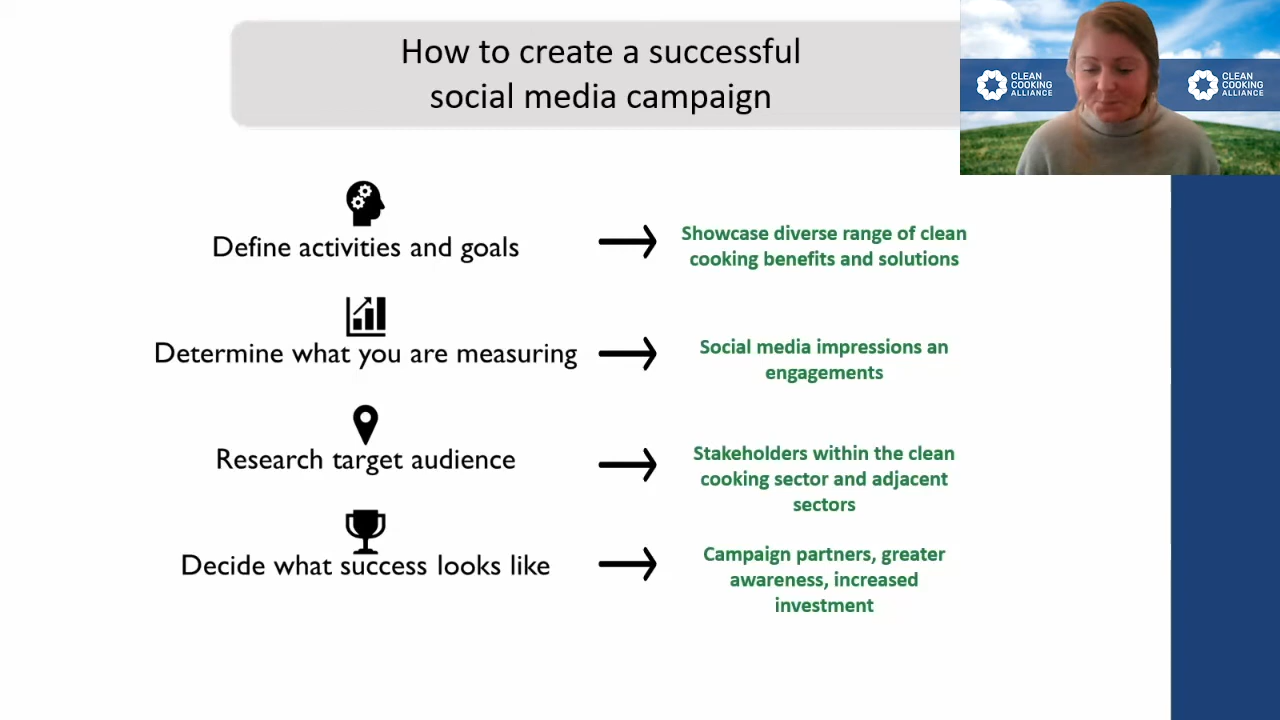 How to create a successful
social media campaign
CLEAN
COOKING
ALLIANCE
CLEAN
COOKING
ALLIANCE
Define activities and goals
Showcase diverse range of clean
cooking benefits and solutions
Determine what you are measuring
Social media impressions an
engagements
Research target audience
Stakeholders within the clean
cooking sector and adjacent
sectors
Decide what success looks like
Campaign partners, greater
awareness, increased
investment